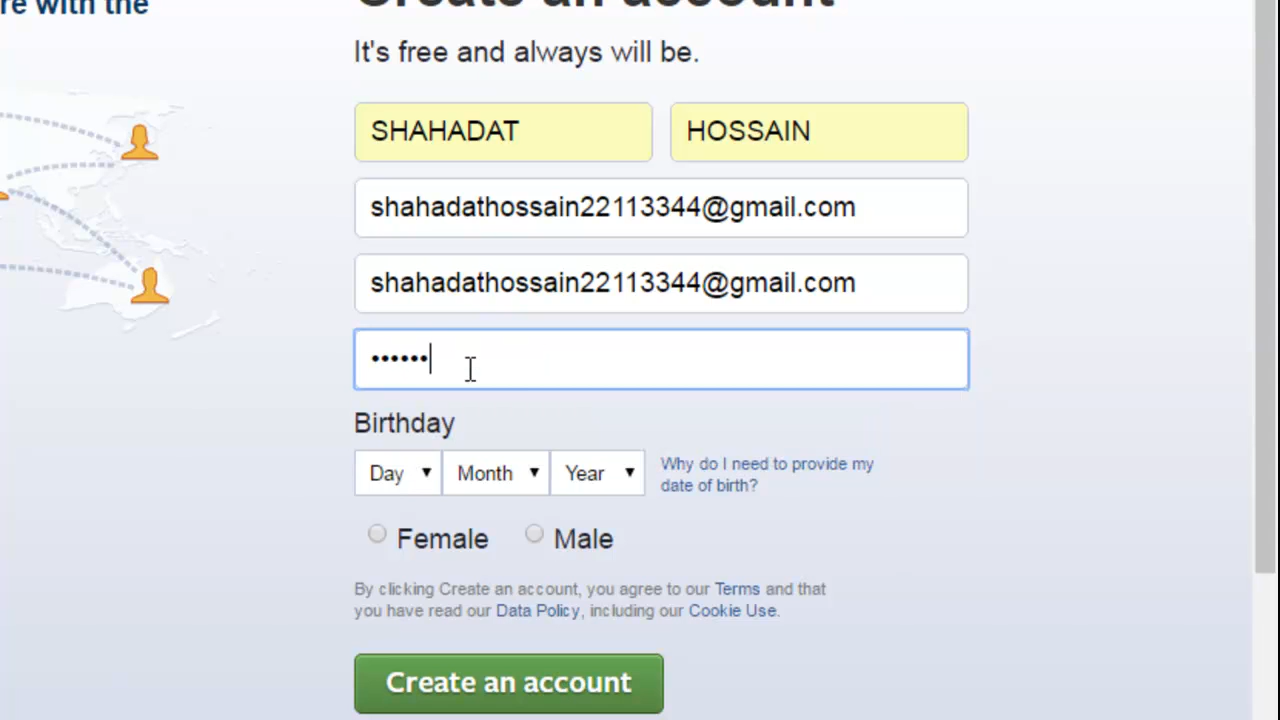 re with the
Create an account
It's free and always will be.
SHAHADAT HOSSAIN
shahadathossain22113344@gmail.com
shahadathossain22113344@gmail.com
••••••
Birthday
Day Month Year Why do I need to provide my
date of birth?
Female Male
By clicking Create an account, you agree to our Terms and that
you have read our Data Policy, including our Cookie Use.
Create an account